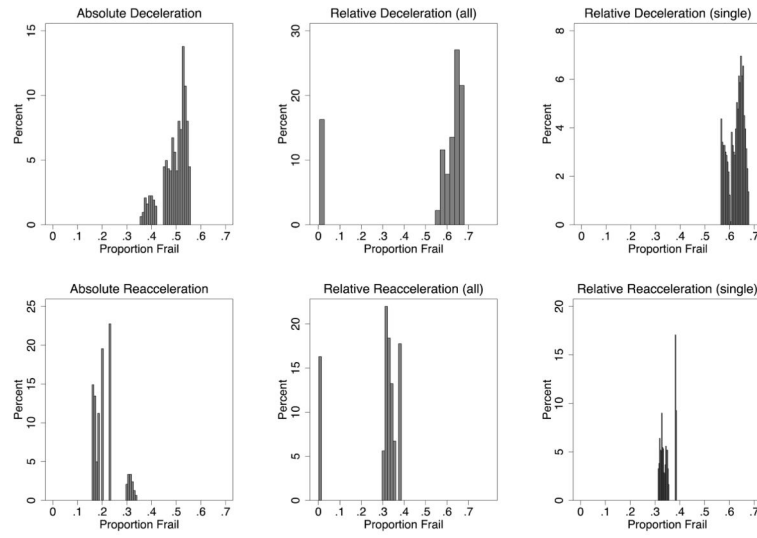 Absolute Deceleration
Percent
15
10
5
0
0 .1 .2 .3 .4 .5 .6 .7
Proportion Frail
Relative Deceleration (all)
Percent
30
20
10
0
0 .1 .2 .3 .4 .5 .6 .7
Proportion Frail
Relative Deceleration (single)
Percent
8
6
4
2
0
0 .1 .2 .3 .4 .5 .6 .7
Proportion Frail
Absolute Reacceleration
Percent
25
20
15
10
5
0
0 .1 .2 .3 .4 .5 .6 .7
Proportion Frail
Relative Reacceleration (all)
Percent
20
15
10
5
0
0 .1 .2 .3 .4 .5 .6 .7
Proportion Frail
Relative Reacceleration (single)
Percent
20
15
10
5
0
0 .1 .2 .3 .4 .5 .6 .7
Proportion Frail